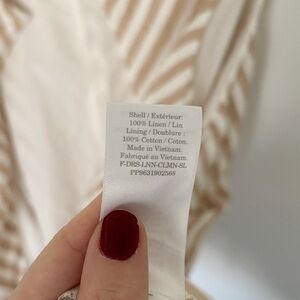 Shell / Extérieur:
100% Linen / Lin
Lining / Doublure :
100% Cotton / Coton.
Made in Vietnam.
Fabriqué au Vietnam.
F-DRS-LNN-CLMN-SL
PP9631902568